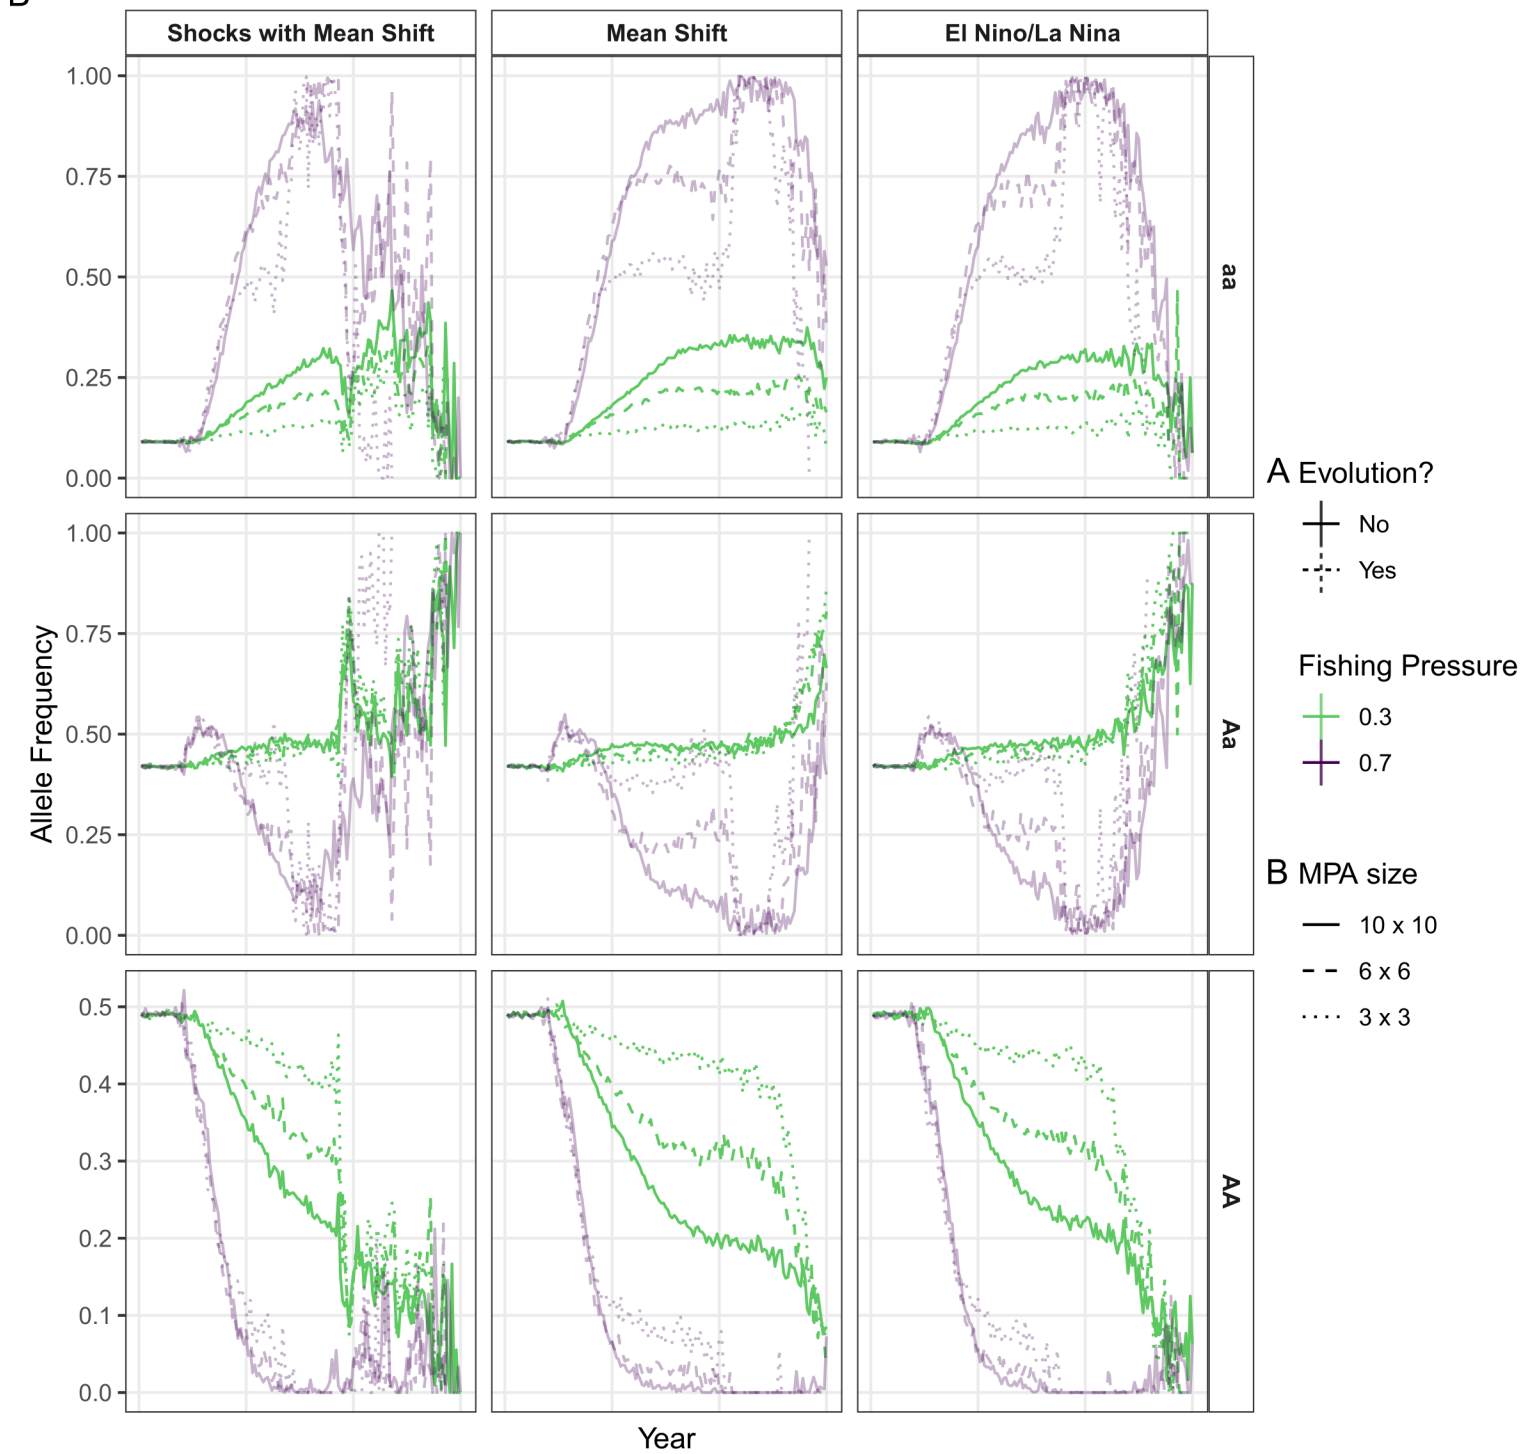 Shocks with Mean Shift Mean Shift El Nino/La Nina
1.00
0.75
0.50
0.25
0.00
aa
1.00
0.75
0.50
0.25
0.00
Aa
0.5
0.4
0.3
0.2
0.1
0.0
AA
Allele Frequency
Year
A Evolution?
No
Yes
Fishing Pressure
0.3
0.7
B MPA size
10 x 10
6 x 6
3 x 3